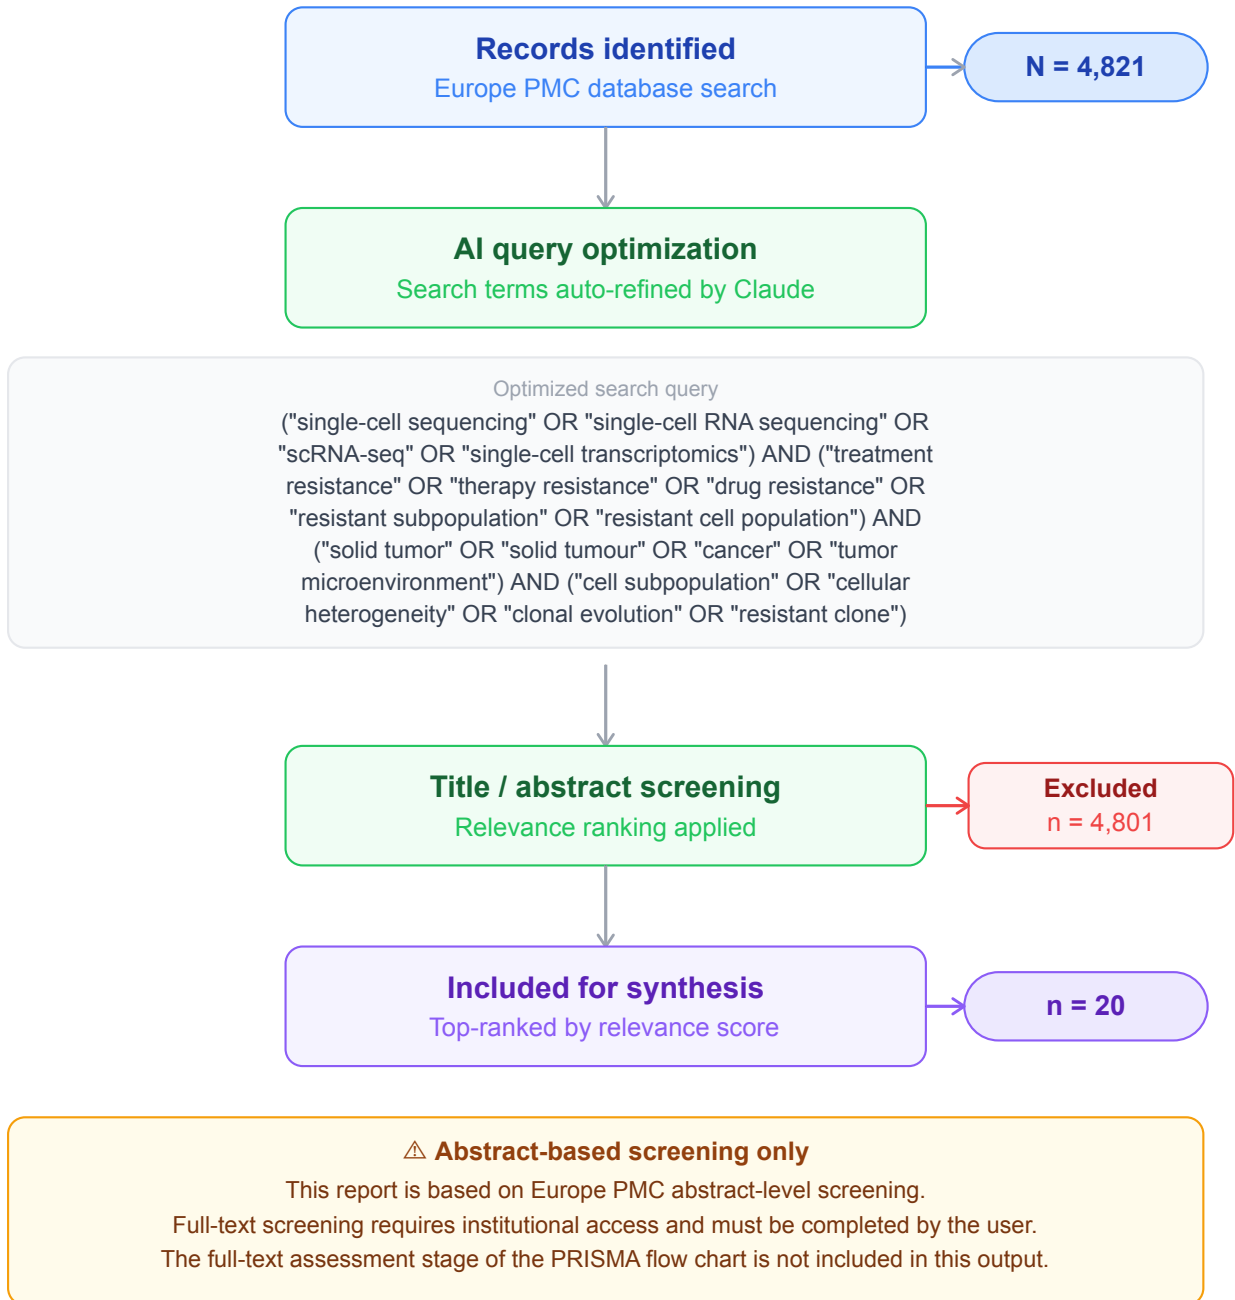 Records identified
Europe PMC database search
N = 4,821
AI query optimization
Search terms auto-refined by Claude
Optimized search query
("single-cell sequencing" OR "single-cell RNA sequencing" OR
"scRNA-seq" OR "single-cell transcriptomics") AND ("treatment
resistance" OR "therapy resistance" OR "drug resistance" OR
"resistant subpopulation" OR "resistant cell population") AND
("solid tumor" OR "solid tumour" OR "cancer" OR "tumor
microenvironment") AND ("cell subpopulation" OR "cellular
heterogeneity" OR "clonal evolution" OR "resistant clone")
Title / abstract screening
Relevance ranking applied
Excluded
n = 4,801
Included for synthesis
Top-ranked by relevance score
n = 20
⚠ Abstract-based screening only
This report is based on Europe PMC abstract-level screening.
Full-text screening requires institutional access and must be completed by the user.
The full-text assessment stage of the PRISMA flow chart is not included in this output.